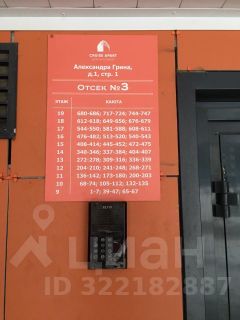 CRUISE APART
Александра Грина,
д.1, стр. 1
Отсек №3
ЭТАЖ КАЮТА
19 680-686; 717-724; 744-747
18 612-618; 649-656; 676-679
17 544-550; 581-588; 608-611
16 476-482; 513-520; 540-543
15 408-414; 445-452; 472-475
14 340-346; 377-384; 404-407
13 272-278; 309-316; 336-339
12 204-210; 241-248; 268-271
11 136-142; 173-180; 200-203
10 68-74; 105-112; 132-135
9 1-7; 39-47; 65-67
ЦИАН
ID 322182887